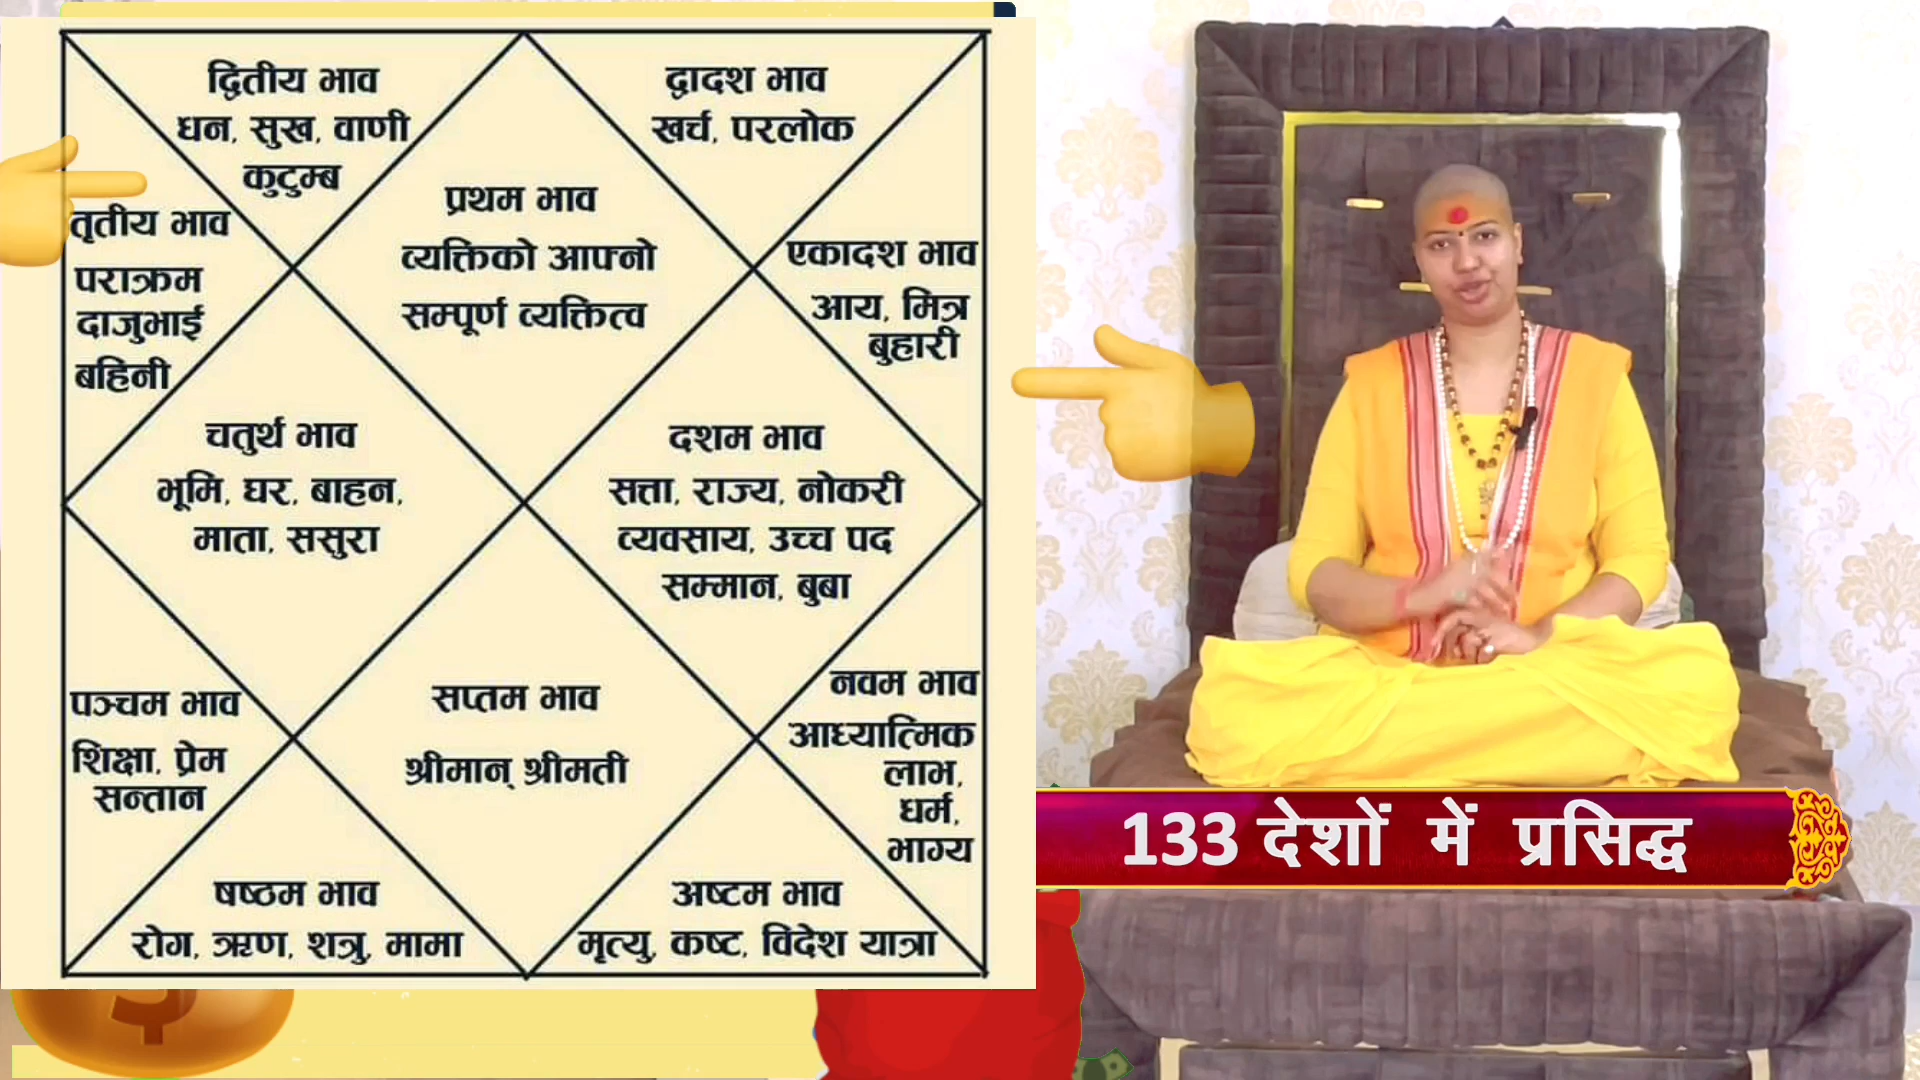 द्वितीय भाव
धन, सुख, वाणी
कुटुम्ब
द्वादश भाव
खर्च, परलोक
प्रथम भाव
व्यक्तिको आफ्नो
सम्पूर्ण व्यक्तित्व
तृतीय भाव
पराक्रम
दाजुभाई
बहिनी
एकादश भाव
आय, मित्र
बुहारी
चतुर्थ भाव
भूमि, घर, बाहन,
माता, ससुरा
दशम भाव
सत्ता, राज्य, नोकरी
व्यवसाय, उच्च पद
सम्मान, बुबा
पञ्चम भाव
शिक्षा, प्रेम
सन्तान
सप्तम भाव
श्रीमान् श्रीमती
नवम भाव
आध्यात्मिक
लाभ,
धर्म,
भाग्य
षष्ठम भाव
रोग, ऋण, शत्रु, मामा
अष्टम भाव
मृत्यु, कष्ट, विदेश यात्रा
133 देशों में प्रसिद्ध